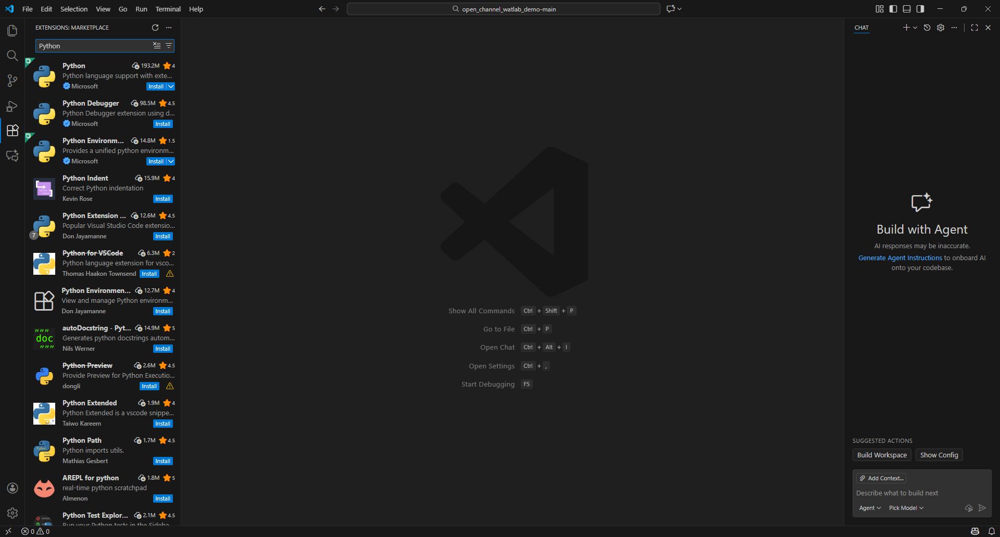 File Edit Selection View Go Run Terminal Help
open_channel_watlab_demo-main
EXTENSIONS: MARKETPLACE
Python
Python 193.2M 4
Python language support with exte...
Microsoft Install
Python Debugger 98.5M 4.5
Python Debugger extension using d...
Microsoft Install
Python Environm... 14.8M 1.5
Provides a unified python environm...
Microsoft Install
Python Indent 15.9M 4
Correct Python indentation
Kevin Rose Install
Python Extension ... 12.6M 4.5
Popular Visual Studio Code extensio...
7
Don Jayamanne Install
Python for VSCode 6.3M 2
Python language extension for vsco...
Thomas Haakon Townsend Install
Python Environmen... 12.7M 4
View and manage Python environm...
Don Jayamanne Install
autoDocstring - Pyt... 14.9M 5
""" doc """
Generates python docstrings autom...
Nils Werner Install
Python Preview 2.6M 4.5
Provide Preview for Python Executio...
dongli Install
Python Extended 1.9M 4
Python Extended is a vscode snippe...
Taiwo Kareem Install
Python Path 1.7M 4.5
Python imports utils.
Mathias Gesbert Install
AREPL for python 1.8M 5
real-time python scratchpad
Almenon Install
Python Test Explor... 2.1M 4.5
Run your Python tests in the Sideba...
0 0
Show All Commands Ctrl + Shift + P
Go to File Ctrl + P
Open Chat Ctrl + Alt + I
Open Settings Ctrl + ,
Start Debugging F5
CHAT
Build with Agent
AI responses may be inaccurate.
Generate Agent Instructions to onboard AI
onto your codebase.
SUGGESTED ACTIONS
Build Workspace Show Config
Add Context...
Describe what to build next
Agent Pick Model